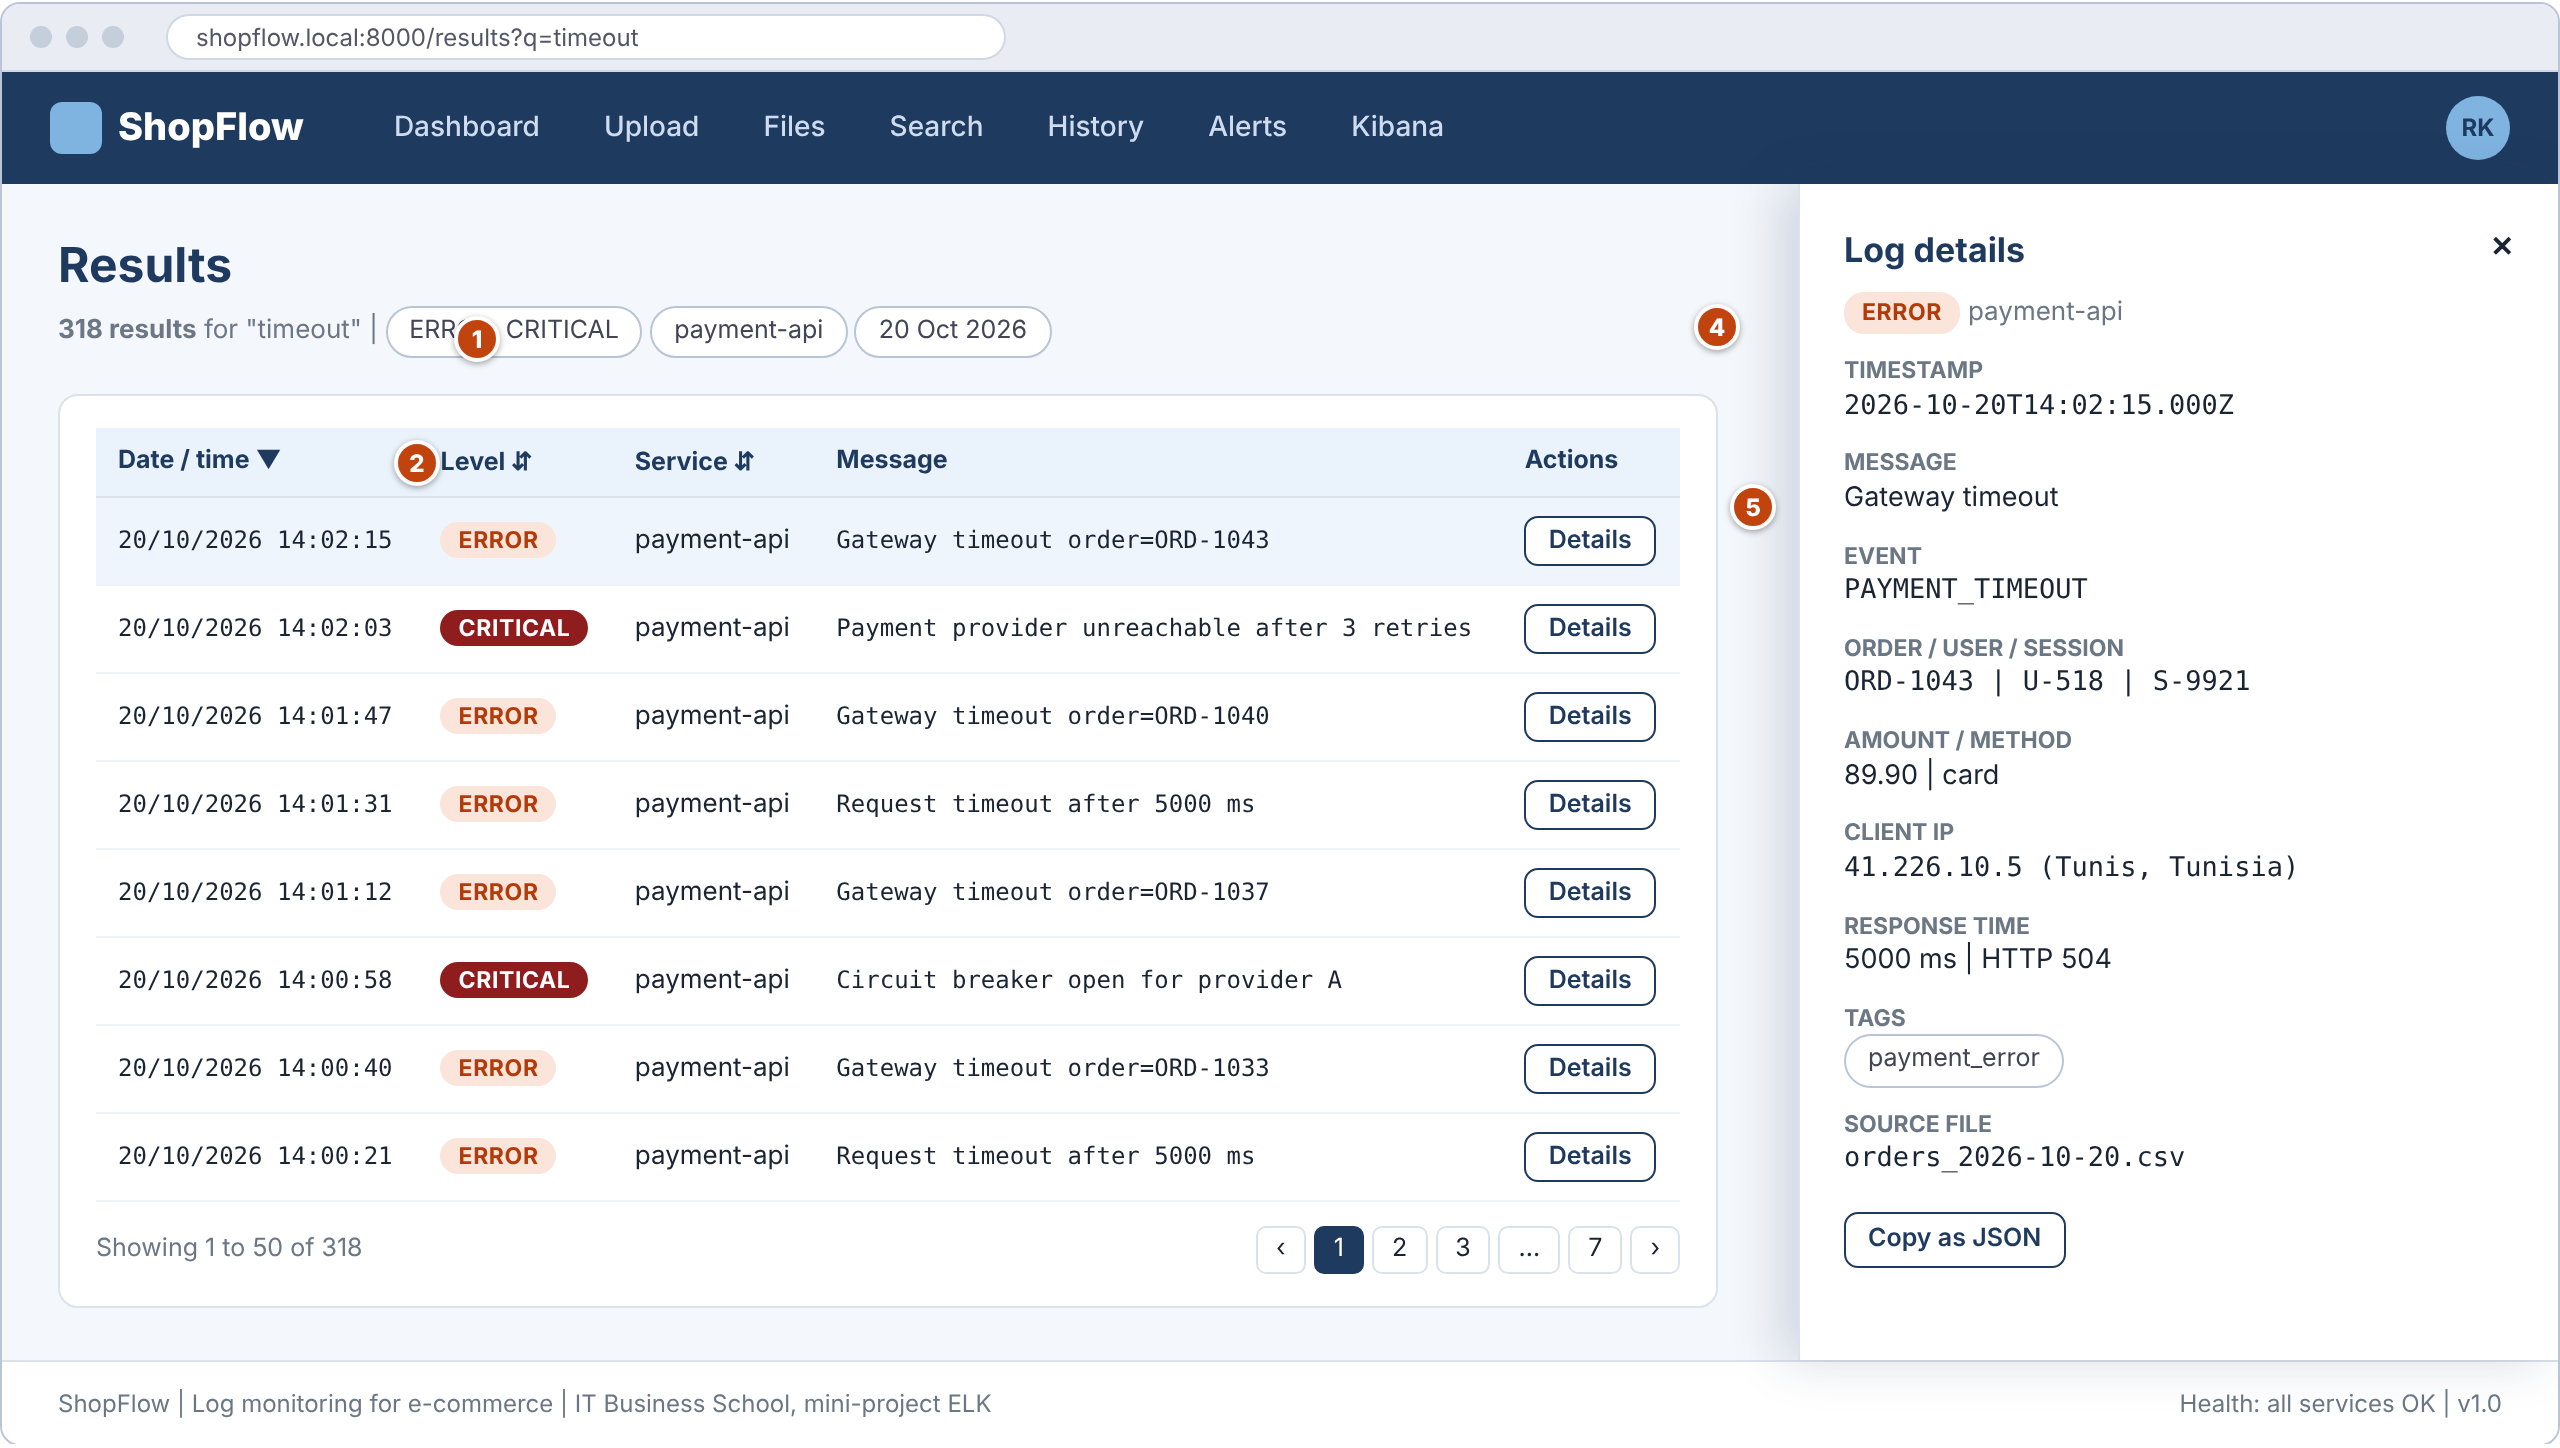 shopflow.local:8000/results?q=timeout
ShopFlow Dashboard Upload Files Search History Alerts Kibana RK
Results
318 results for "timeout" | CRITICAL payment-api 20 Oct 2026
1
4
Date / time ▼ 2 Level ⇵ Service ⇵ Message Actions
5
20/10/2026 14:02:15 ERROR payment-api Gateway timeout order=ORD-1043 Details
20/10/2026 14:02:03 CRITICAL payment-api Payment provider unreachable after 3 retries Details
20/10/2026 14:01:47 ERROR payment-api Gateway timeout order=ORD-1040 Details
20/10/2026 14:01:31 ERROR payment-api Request timeout after 5000 ms Details
20/10/2026 14:01:12 ERROR payment-api Gateway timeout order=ORD-1037 Details
20/10/2026 14:00:58 CRITICAL payment-api Circuit breaker open for provider A Details
20/10/2026 14:00:40 ERROR payment-api Gateway timeout order=ORD-1033 Details
20/10/2026 14:00:21 ERROR payment-api Request timeout after 5000 ms Details
Showing 1 to 50 of 318 ‹ 1 2 3 ... 7 ›
Log details ×
ERROR payment-api
TIMESTAMP
2026-10-20T14:02:15.000Z
MESSAGE
Gateway timeout
EVENT
PAYMENT_TIMEOUT
ORDER / USER / SESSION
ORD-1043 | U-518 | S-9921
AMOUNT / METHOD
89.90 | card
CLIENT IP
41.226.10.5 (Tunis, Tunisia)
RESPONSE TIME
5000 ms | HTTP 504
TAGS
payment_error
SOURCE FILE
orders_2026-10-20.csv
Copy as JSON
ShopFlow | Log monitoring for e-commerce | IT Business School, mini-project ELK
Health: all services OK | v1.0